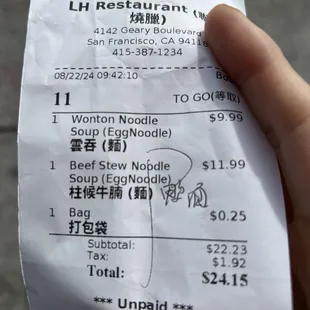 LH Restaurant (
燒臘)
4142 Geary Boulevard
San Francisco, CA 94118
415-387-1234
08/22/24 09:42:10
11 TO GO(等取)
1 Wonton Noodle $9.99
Soup (EggNoodle)
雲吞 (麵)
1 Beef Stew Noodle $11.99
Soup (EggNoodle)
柱候牛腩 (麵)
1 Bag $0.25
打包袋
Subtotal: $22.23
Tax: $1.92
Total: $24.15
*** Unpaid ***